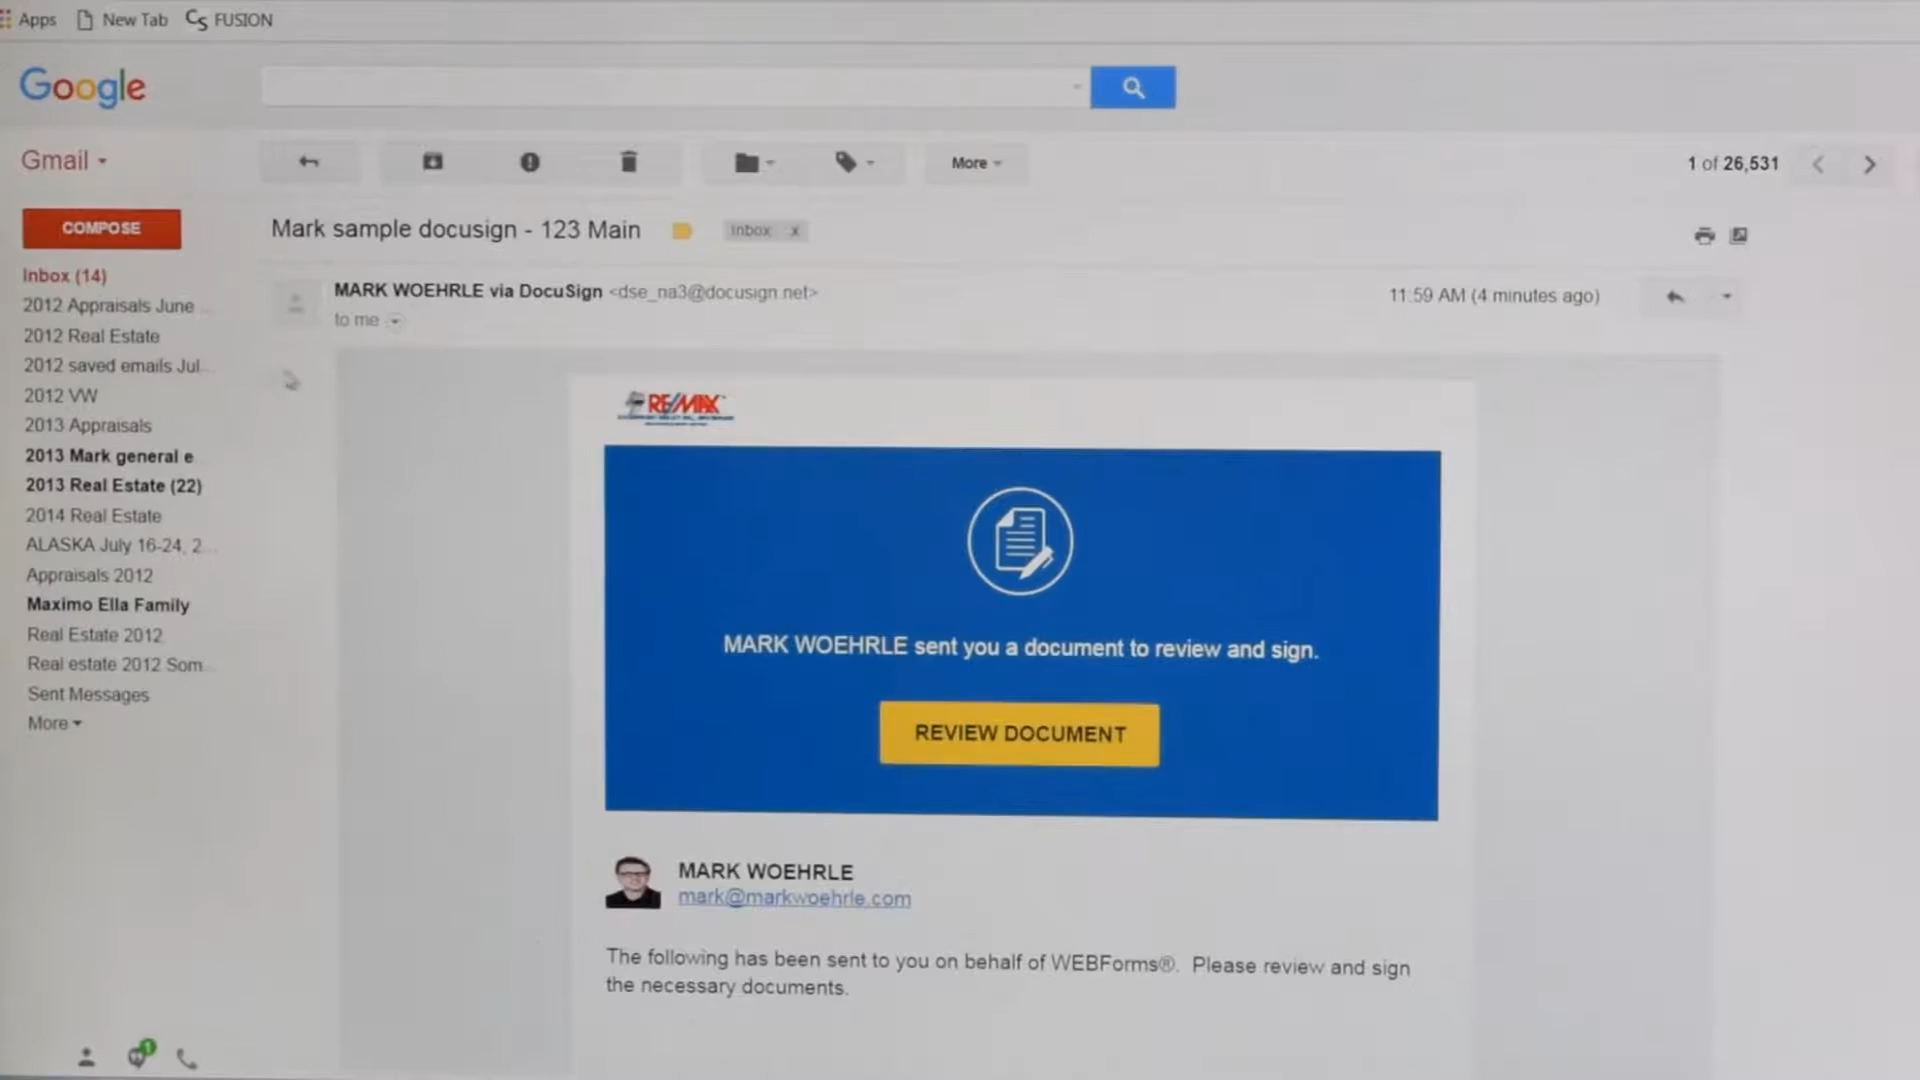 Apps New Tab FUSION
Google
Gmail
More
1 of 26,531
COMPOSE
Mark sample docusign - 123 Main
Inbox x
Inbox (14)
MARK WOEHRLE via DocuSign <dse_na3@docusign.net>
11:59 AM (4 minutes ago)
to me
2012 Appraisals June ...
2012 Real Estate
2012 saved emails Jul...
2012 VW
2013 Appraisals
2013 Mark general e
2013 Real Estate (22)
2014 Real Estate
ALASKA July 16-24, 2...
Appraisals 2012
Maximo Ella Family
Real Estate 2012
Real estate 2012 Som...
Sent Messages
More
RE/MAX
MARK WOEHRLE sent you a document to review and sign.
REVIEW DOCUMENT
MARK WOEHRLE
mark@markwoehrle.com
The following has been sent to you on behalf of WEBForms®. Please review and sign
the necessary documents.
1